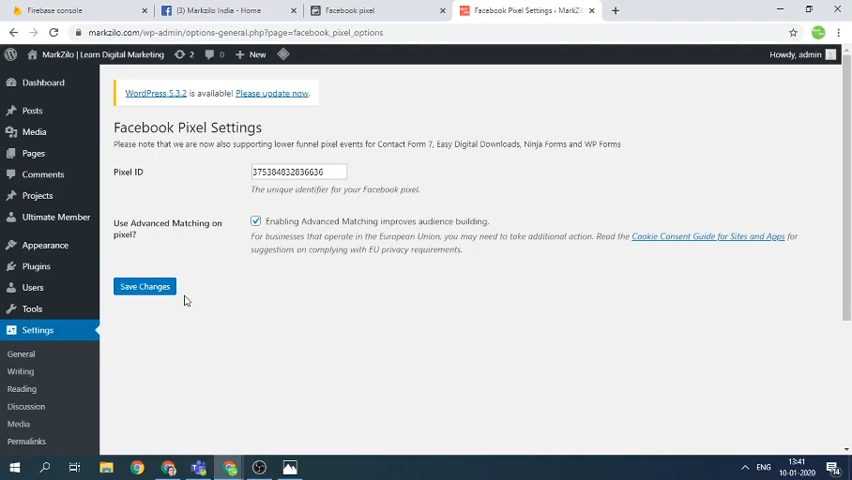 Firebase console
(3) Markzilo India - Home
Facebook pixel
Facebook Pixel Settings ‹ MarkZi
markzilo.com/wp-admin/options-general.php?page=facebook_pixel_options
MarkZilo | Learn Digital Marketing
2
0
New
Howdy, admin
Dashboard
Posts
Media
Pages
Comments
Projects
Ultimate Member
Appearance
Plugins
Users
Tools
Settings
General
Writing
Reading
Discussion
Media
Permalinks
WordPress 5.3.2 is available! Please update now.
Facebook Pixel Settings
Please note that we are now also supporting lower funnel pixel events for Contact Form 7, Easy Digital Downloads, Ninja Forms and WP Forms
Pixel ID
375384832836636
The unique identifier for your Facebook pixel.
Use Advanced Matching on
pixel?
Enabling Advanced Matching improves audience building.
For businesses that operate in the European Union, you may need to take additional action. Read the Cookie Consent Guide for Sites and Apps for
suggestions on complying with EU privacy requirements.
Save Changes
ENG
13:41
10-01-2020
14